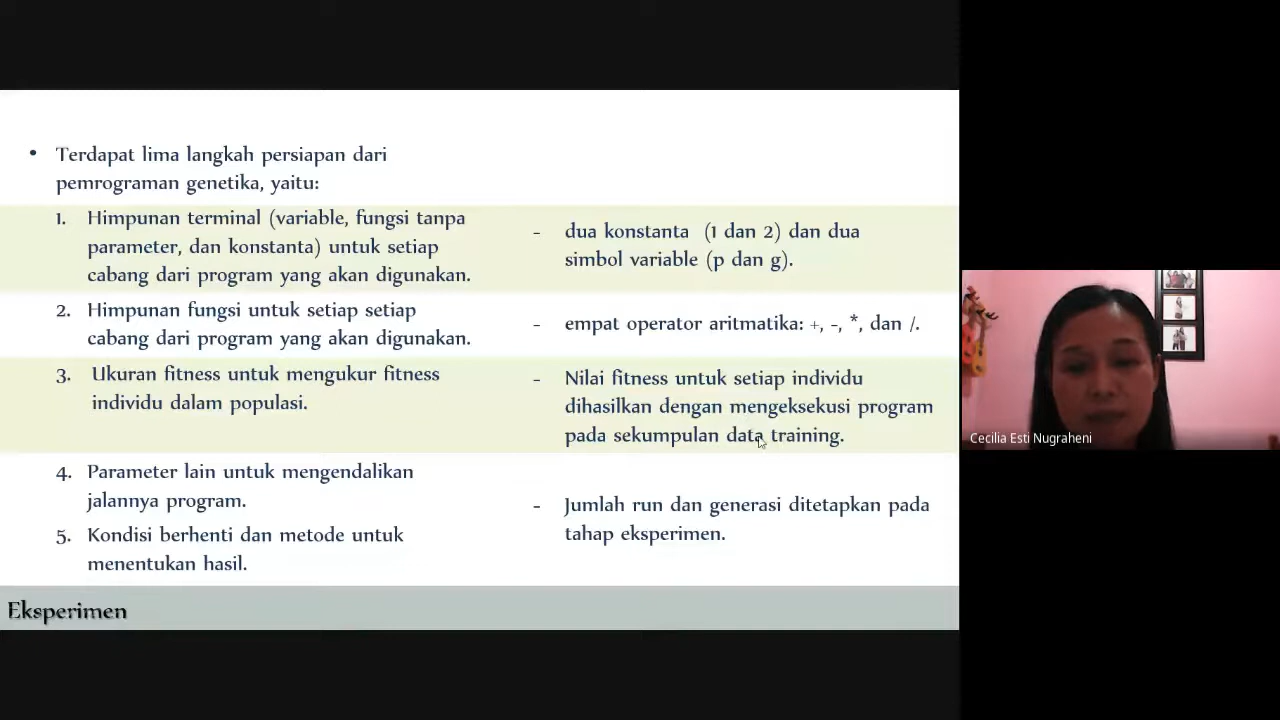 • Terdapat lima langkah persiapan dari
pemrograman genetika, yaitu:
1. Himpunan terminal (variable, fungsi tanpa
parameter, dan konstanta) untuk setiap
cabang dari program yang akan digunakan.
- dua konstanta (1 dan 2) dan dua
simbol variable (p dan g).
2. Himpunan fungsi untuk setiap setiap
cabang dari program yang akan digunakan.
- empat operator aritmatika: +, -, *, dan /.
3. Ukuran fitness untuk mengukur fitness
individu dalam populasi.
- Nilai fitness untuk setiap individu
dihasilkan dengan mengeksekusi program
pada sekumpulan data training.
4. Parameter lain untuk mengendalikan
jalannya program.
5. Kondisi berhenti dan metode untuk
menentukan hasil.
- Jumlah run dan generasi ditetapkan pada
tahap eksperimen.
Eksperimen
Cecilia Esti Nugraheni